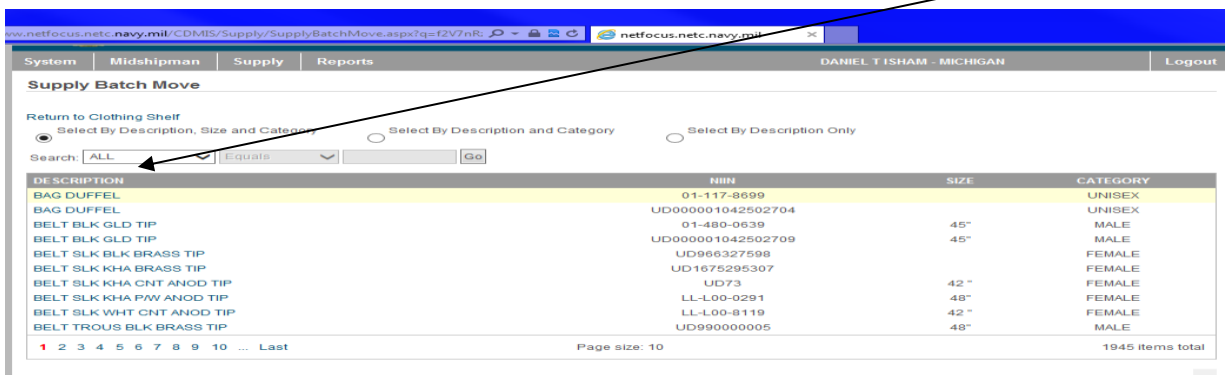 ww.netfocus.netc.navy.mil/CDMIS/Supply/SupplyBatchMove.aspx?q=f2V7nR: netfocus.netc.navy.mil
System Midshipman Supply Reports DANIEL T ISHAM - MICHIGAN Logout
Supply Batch Move
Return to Clothing Shelf
Select By Description, Size and Category Select By Description and Category Select By Description Only
Search: ALL Equals Go
DESCRIPTION NIIN SIZE CATEGORY
BAG DUFFEL 01-117-8699 UNISEX
BAG DUFFEL UD000001042502704 UNISEX
BELT BLK GLD TIP 01-480-0639 45" MALE
BELT BLK GLD TIP UD000001042502709 45" MALE
BELT SLK BLK BRASS TIP UD966327598 FEMALE
BELT SLK KHA BRASS TIP UD1675295307 FEMALE
BELT SLK KHA CNT ANOD TIP UD73 42 " FEMALE
BELT SLK KHA P/W ANOD TIP LL-L00-0291 48" FEMALE
BELT SLK WHT CNT ANOD TIP LL-L00-8119 42 " FEMALE
BELT TROUS BLK BRASS TIP UD990000005 48" MALE
1 2 3 4 5 6 7 8 9 10 ... Last Page size: 10 1945 items total